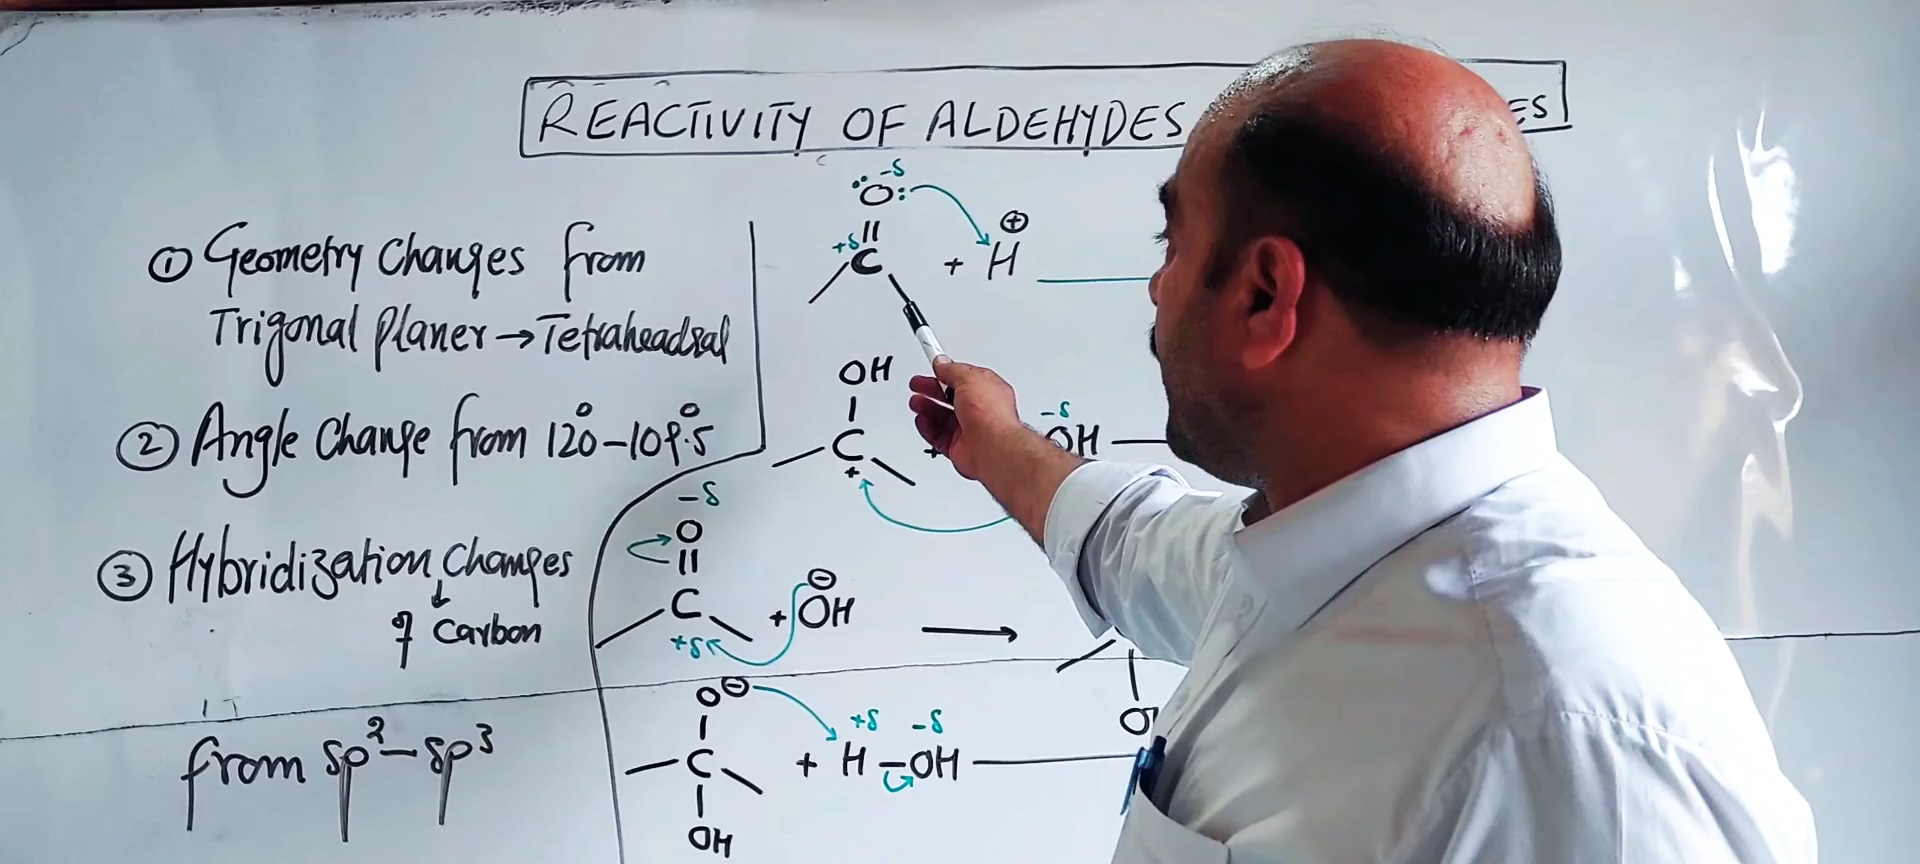 REACTIVITY OF ALDEHYDES ES
① Geometry Changes from
Trigonal Planer → Tetraheadral
② Angle Change from 120° – 109.5°
③ Hybridization Changes
of Carbon
from sp² – sp³
-δ
:O:
+δ ||
C + H⊕
OH
|
C + -δ OH
+
-δ
O
||
C + ⊖OH →
+δ
O⊖
|
C + +δ H – -δ OH
|
OH
O